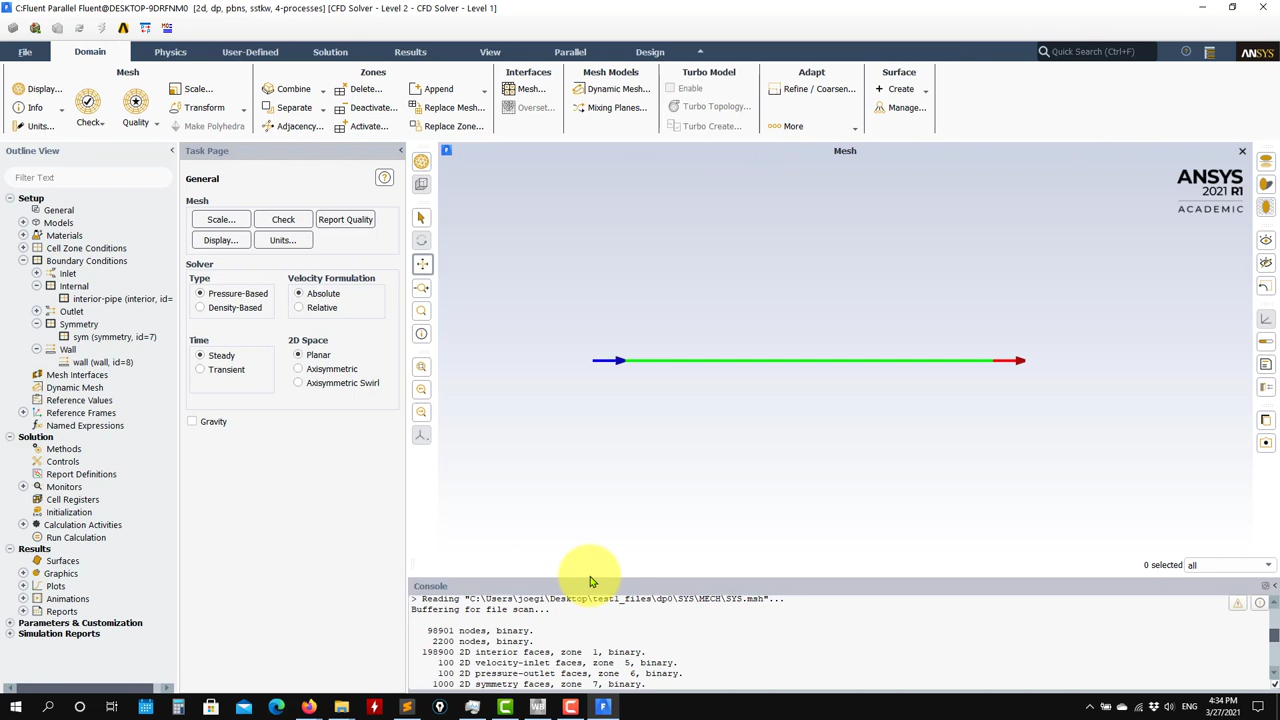 C:Fluent Parallel Fluent@DESKTOP-9DRFNM0 [2d, dp, pbns, sstkw, 4-processes] [CFD Solver - Level 2 - CFD Solver - Level 1]
File Domain Physics User-Defined Solution Results View Parallel Design Quick Search (Ctrl+F) ANSYS
Mesh Zones Interfaces Mesh Models Turbo Model Adapt Surface
Display... Scale... Combine Delete... Append Mesh... Dynamic Mesh... Enable Refine / Coarsen... Create
Info Transform Separate Deactivate... Replace Mesh... Overset... Mixing Planes... Turbo Topology... Manage...
Units... Check Quality Make Polyhedra Adjacency... Activate... Replace Zone... Turbo Create... More
Outline View
Filter Text
Setup
General
Models
Materials
Cell Zone Conditions
Boundary Conditions
Inlet
Internal
interior-pipe (interior, id=
Outlet
Symmetry
sym (symmetry, id=7)
Wall
wall (wall, id=8)
Mesh Interfaces
Dynamic Mesh
Reference Values
Reference Frames
Named Expressions
Solution
Methods
Controls
Report Definitions
Monitors
Cell Registers
Initialization
Calculation Activities
Run Calculation
Results
Surfaces
Graphics
Plots
Animations
Reports
Parameters & Customization
Simulation Reports
Task Page
General
Mesh
Scale... Check Report Quality
Display... Units...
Solver
Type Velocity Formulation
Pressure-Based Absolute
Density-Based Relative
Time 2D Space
Steady Planar
Transient Axisymmetric
Axisymmetric Swirl
Gravity
Mesh
ANSYS
2021 R1
ACADEMIC
0 selected all
Console
> Reading "C:\Users\joegi\Desktop\test1_files\dp0\SYS\MECH\SYS.msh"...
Buffering for file scan...
98901 nodes, binary.
2200 nodes, binary.
198900 2D interior faces, zone 1, binary.
100 2D velocity-inlet faces, zone 5, binary.
100 2D pressure-outlet faces, zone 6, binary.
1000 2D symmetry faces, zone 7, binary.
ENG 4:34 PM
3/27/2021